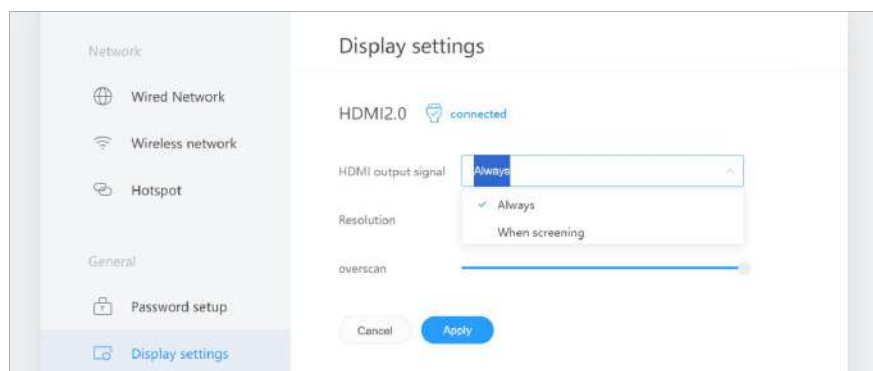 Network
Wired Network
Wireless network
Hotspot
General
Password setup
Display settings
Display settings
HDMI2.0 connected
HDMI output signal Always
Always
When screening
Resolution
overscan
Cancel Apply